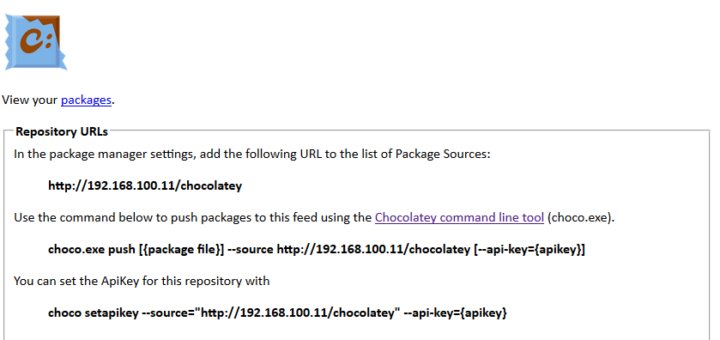 C:
View your packages.
Repository URLs
In the package manager settings, add the following URL to the list of Package Sources:
http://192.168.100.11/chocolatey
Use the command below to push packages to this feed using the Chocolatey command line tool (choco.exe).
choco.exe push [{package file}] --source http://192.168.100.11/chocolatey [--api-key={apikey}]
You can set the ApiKey for this repository with
choco setapikey --source="http://192.168.100.11/chocolatey" --api-key={apikey}